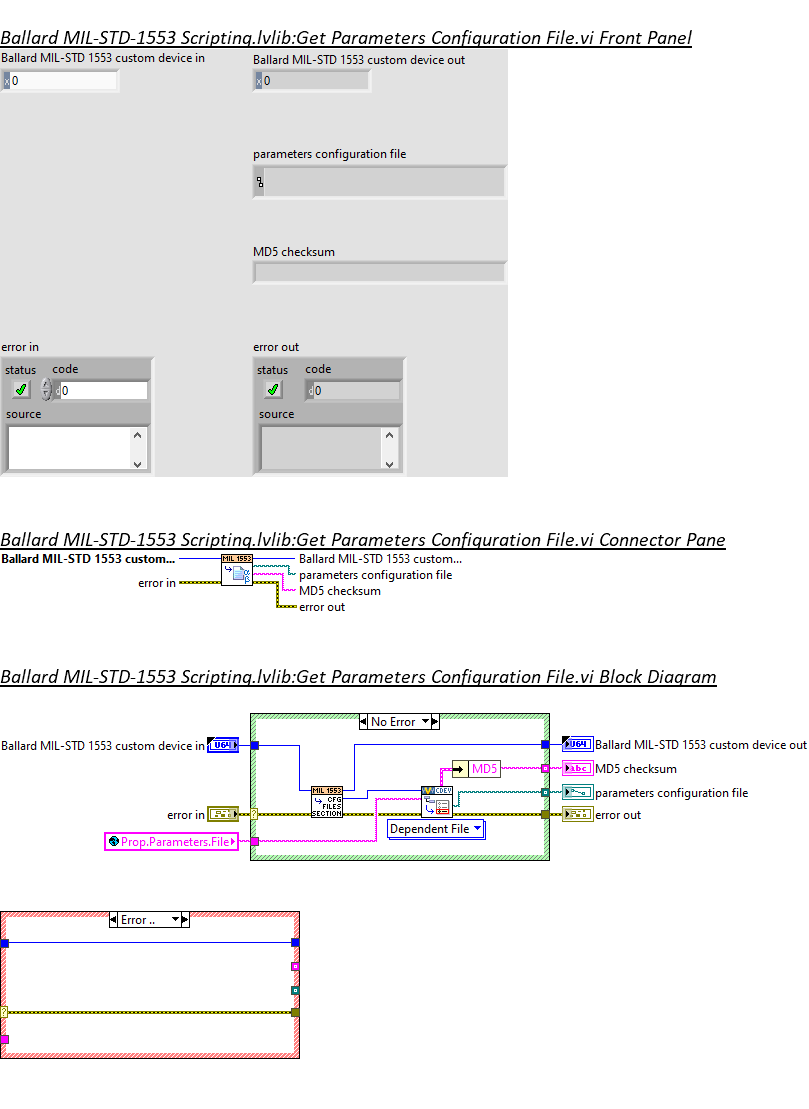 Ballard MIL-STD-1553 Scripting.lvlib:Get Parameters Configuration File.vi Front Panel
Ballard MIL-STD 1553 custom device in
Ballard MIL-STD 1553 custom device out
x 0
x 0
parameters configuration file
MD5 checksum
error in
error out
status code
status code
d 0
d 0
source
source
Ballard MIL-STD-1553 Scripting.lvlib:Get Parameters Configuration File.vi Connector Pane
Ballard MIL-STD 1553 custom...
MIL 1553
Ballard MIL-STD 1553 custom...
parameters configuration file
error in
MD5 checksum
error out
Ballard MIL-STD-1553 Scripting.lvlib:Get Parameters Configuration File.vi Block Diagram
No Error
Ballard MIL-STD 1553 custom device in
U64
U64
Ballard MIL-STD 1553 custom device out
MD5
abc
MD5 checksum
MIL 1553
CFG
FILES
SECTION
CDEV
parameters configuration file
error in
?
error out
Dependent File
Prop.Parameters.File
Error ..
?